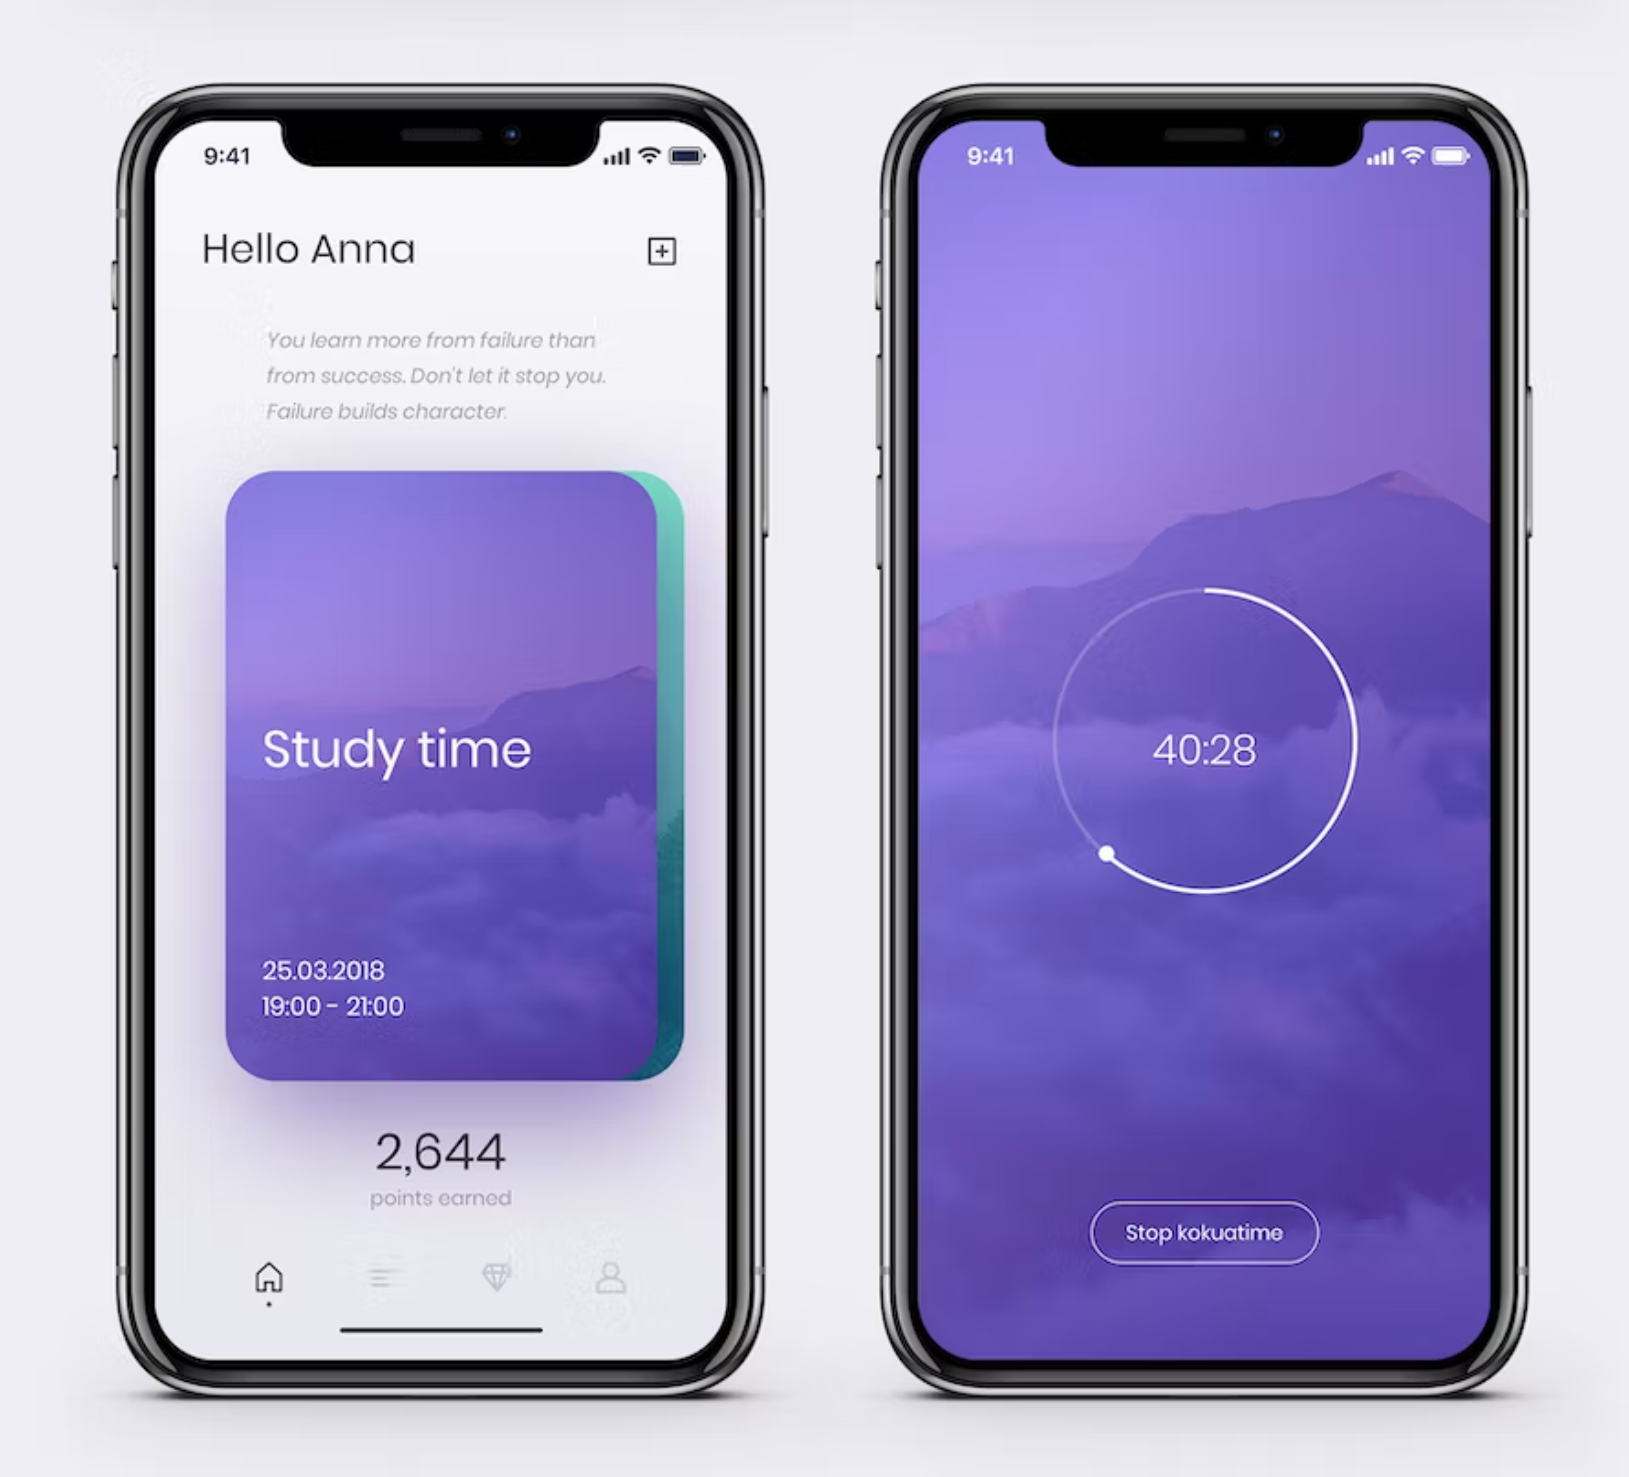 9:41
Hello Anna
You learn more from failure than
from success. Don't let it stop you.
Failure builds character.
Study time
25.03.2018
19:00 - 21:00
2,644
points earned
9:41
40:28
Stop kokuatime